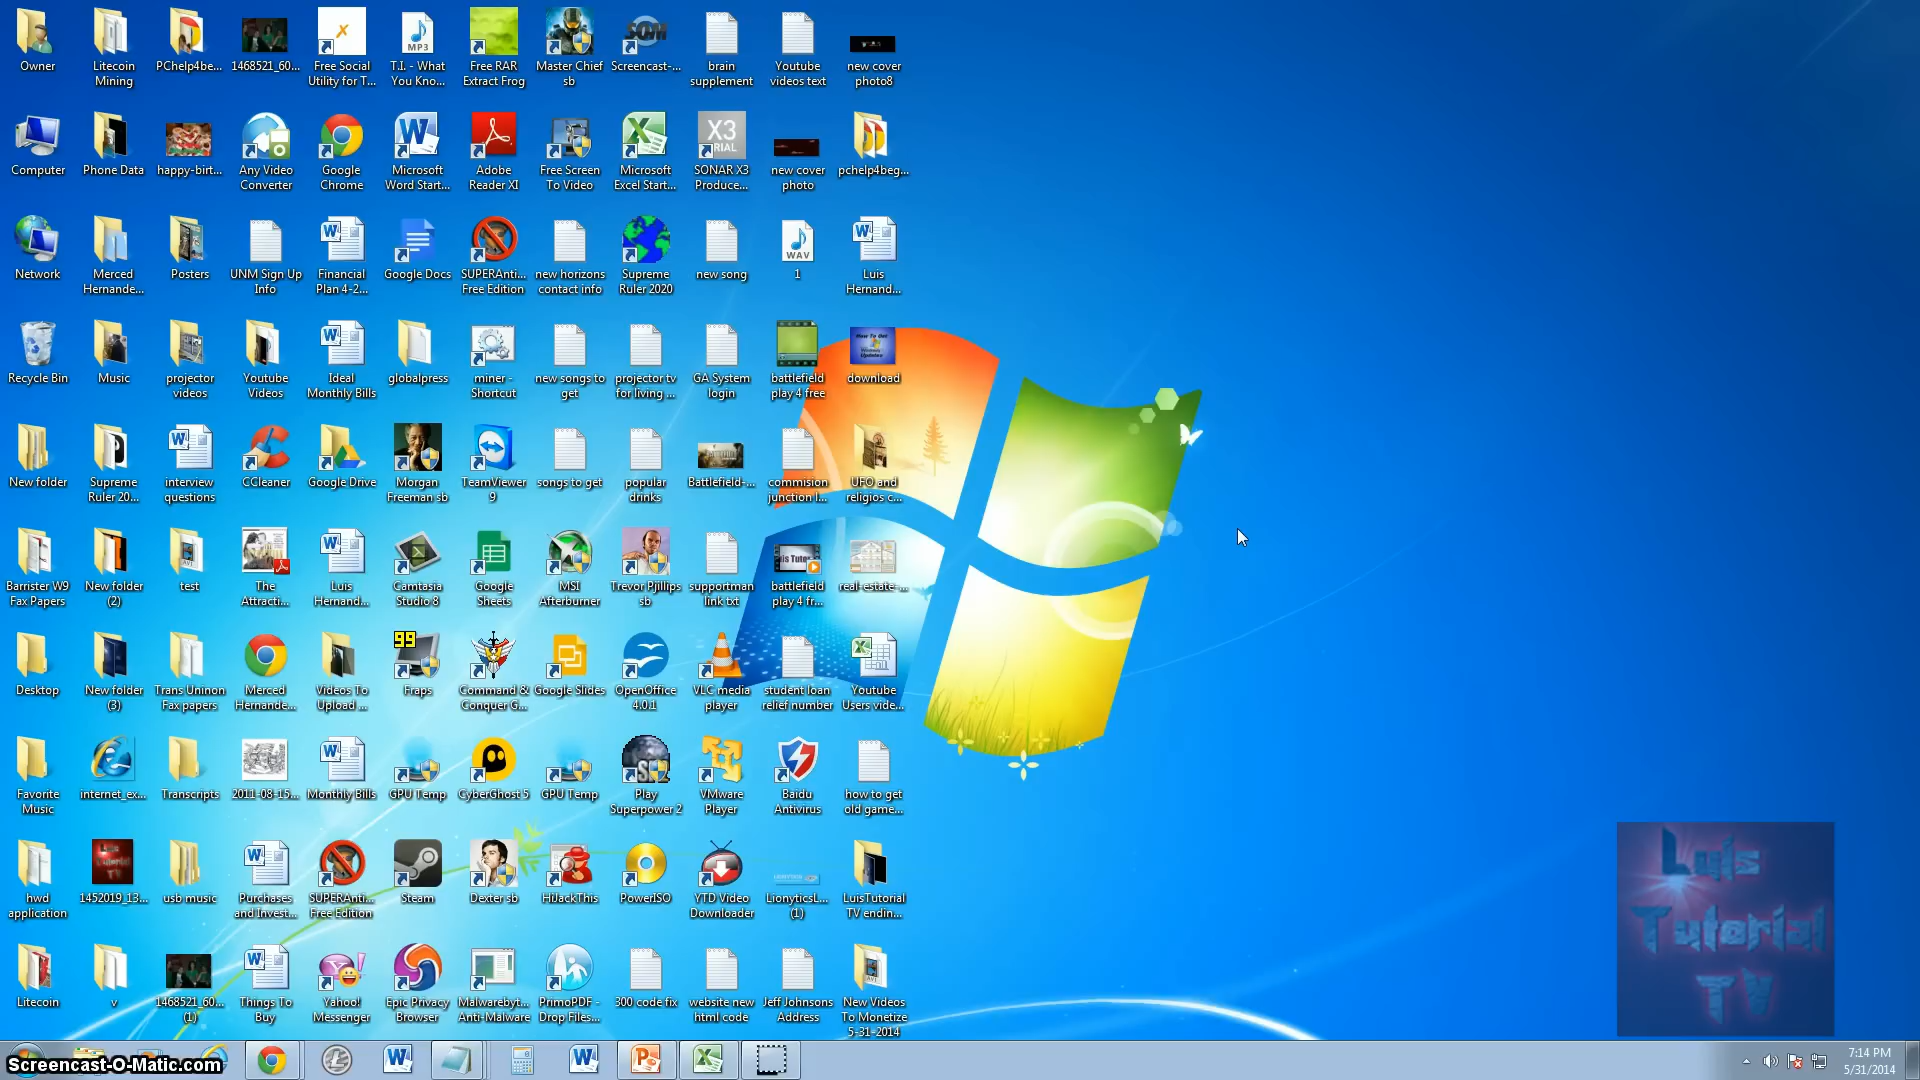 Owner
Litecoin
Mining
PChelp4be...
1468521_60...
Free Social
Utility for T...
T.I. - What
You Kno...
MP3
Free RAR
Extract Frog
Master Chief
sb
Screencast-...
SOM
brain
supplement
Youtube
videos text
new cover
photo8
Computer
Phone Data
happy-birt...
Any Video
Converter
Google
Chrome
Microsoft
Word Start...
Adobe
Reader XI
Free Screen
To Video
Microsoft
Excel Start...
X3
SONAR X3
Produce...
new cover
photo
pchelp4beg...
Network
Merced
Hernande...
Posters
UNM Sign Up
Info
Financial
Plan 4-2...
Google Docs
SUPERAnti...
Free Edition
new horizons
contact info
Supreme
Ruler 2020
new song
WAV
1
Luis
Hernand...
Recycle Bin
Music
projector
videos
Youtube
Videos
Ideal
Monthly Bills
globalpress
miner -
Shortcut
new songs to
get
projector tv
for living ...
GA System
login
battlefield
play 4 free
download
New folder
Supreme
Ruler 20...
interview
questions
CCleaner
Google Drive
Morgan
Freeman sb
TeamViewer
9
songs to get
popular
drinks
Battlefield-...
commision
junction l...
UFO and
religios c...
Barrister W9
Fax Papers
New folder
(2)
test
The
Attracti...
Luis
Hernand...
Camtasia
Studio 8
Google
Sheets
MSI
Afterburner
Trevor Pjillips
sb
supportman
link txt
battlefield
play 4 fr...
real-estate-...
Desktop
New folder
(3)
Trans Uninon
Fax papers
Merced
Hernande...
Videos To
Upload ...
99
Fraps
Command &
Conquer G...
Google Slides
OpenOffice
4.0.1
VLC media
player
student loan
relief number
Youtube
Users vide...
Favorite
Music
internet_ex...
Transcripts
2011-08-15...
Monthly Bills
GPU Temp
CyberGhost 5
GPU Temp
Play
Superpower 2
VMware
Player
Baidu
Antivirus
how to get
old game...
hwd
application
1452019_13...
usb music
Purchases
and Invest...
SUPERAnti...
Free Edition
Steam
Dexter sb
HiJackThis
PowerISO
YTD Video
Downloader
LionyticsL...
(1)
LuisTutorial
TV endin...
Litecoin
v
1468521_60...
(1)
Things To
Buy
Yahoo!
Messenger
Epic Privacy
Browser
Malwarebyt...
Anti-Malware
PrimoPDF -
Drop Files...
300 code fix
website new
html code
Jeff Johnsons
Address
New Videos
To Monetize
5-31-2014
Luis
Tutorial
TV
Screencast-O-Matic.com
7:14 PM
5/31/2014